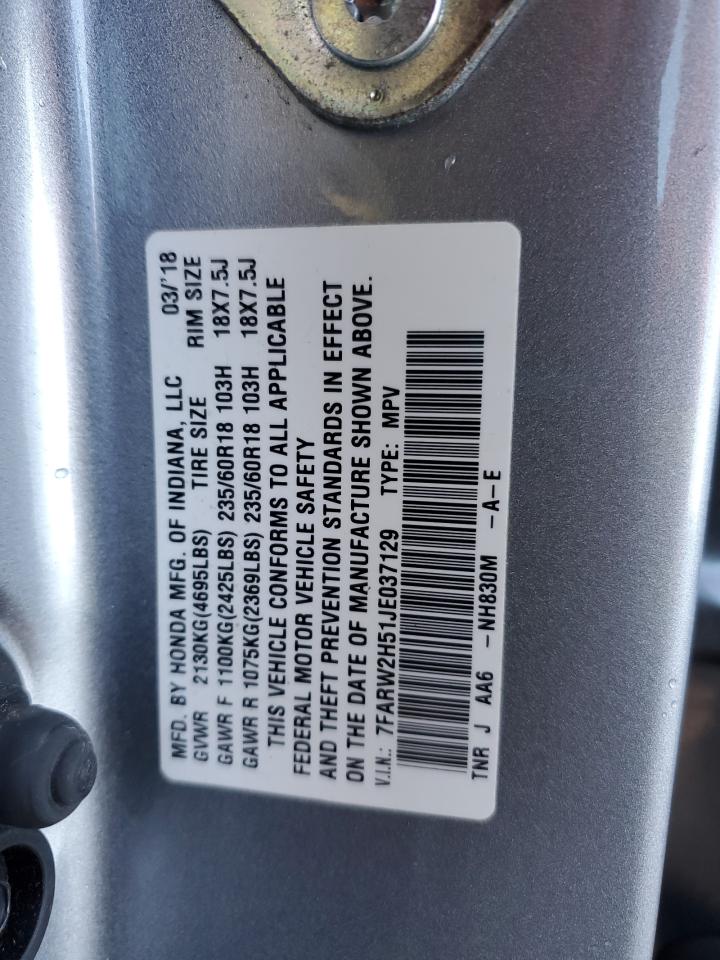 MFD. BY HONDA MFG. OF INDIANA, LLC 03/'18
GVWR 2130KG(4695LBS) TIRE SIZE RIM SIZE
GAWR F 1100KG(2425LBS) 235/60R18 103H 18X7.5J
GAWR R 1075KG(2369LBS) 235/60R18 103H 18X7.5J
THIS VEHICLE CONFORMS TO ALL APPLICABLE
FEDERAL MOTOR VEHICLE SAFETY
AND THEFT PREVENTION STANDARDS IN EFFECT
ON THE DATE OF MANUFACTURE SHOWN ABOVE.
V.I.N.: 7FARW2H51JE037129 TYPE: MPV
TNR J AA6 -NH830M -A-E